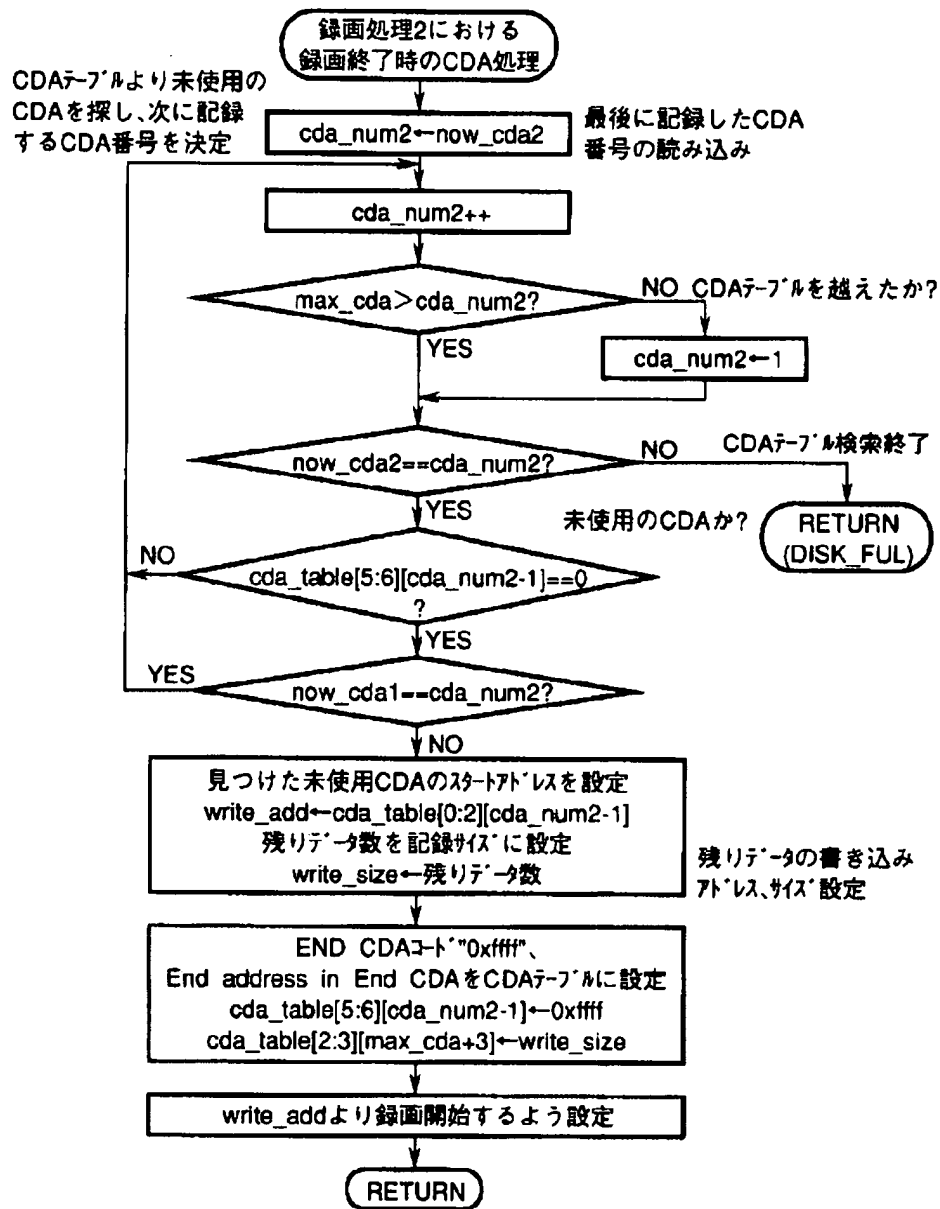 録画処理2における
録画終了時のCDA処理
CDAテーブルより未使用の
CDAを探し、次に記録
するCDA番号を決定
cda_num2←now_cda2
最後に記録したCDA
番号の読み込み
cda_num2++
max_cda>cda_num2?
NO CDAテーブルを越えたか?
YES
cda_num2←1
now_cda2==cda_num2?
NO CDAテーブル検索終了
YES
未使用のCDAか?
RETURN
(DISK_FUL)
NO
cda_table[5:6][cda_num2-1]==0
?
YES
YES
now_cda1==cda_num2?
NO
見つけた未使用CDAのスタートアドレスを設定
write_add←cda_table[0:2][cda_num2-1]
残りデータ数を記録サイズに設定
write_size←残りデータ数
残りデータの書き込み
アドレス、サイズ設定
END CDAコード"0xffff"、
End address in End CDAをCDAテーブルに設定
cda_table[5:6][cda_num2-1]←0xffff
cda_table[2:3][max_cda+3]←write_size
write_addより録画開始するよう設定
RETURN